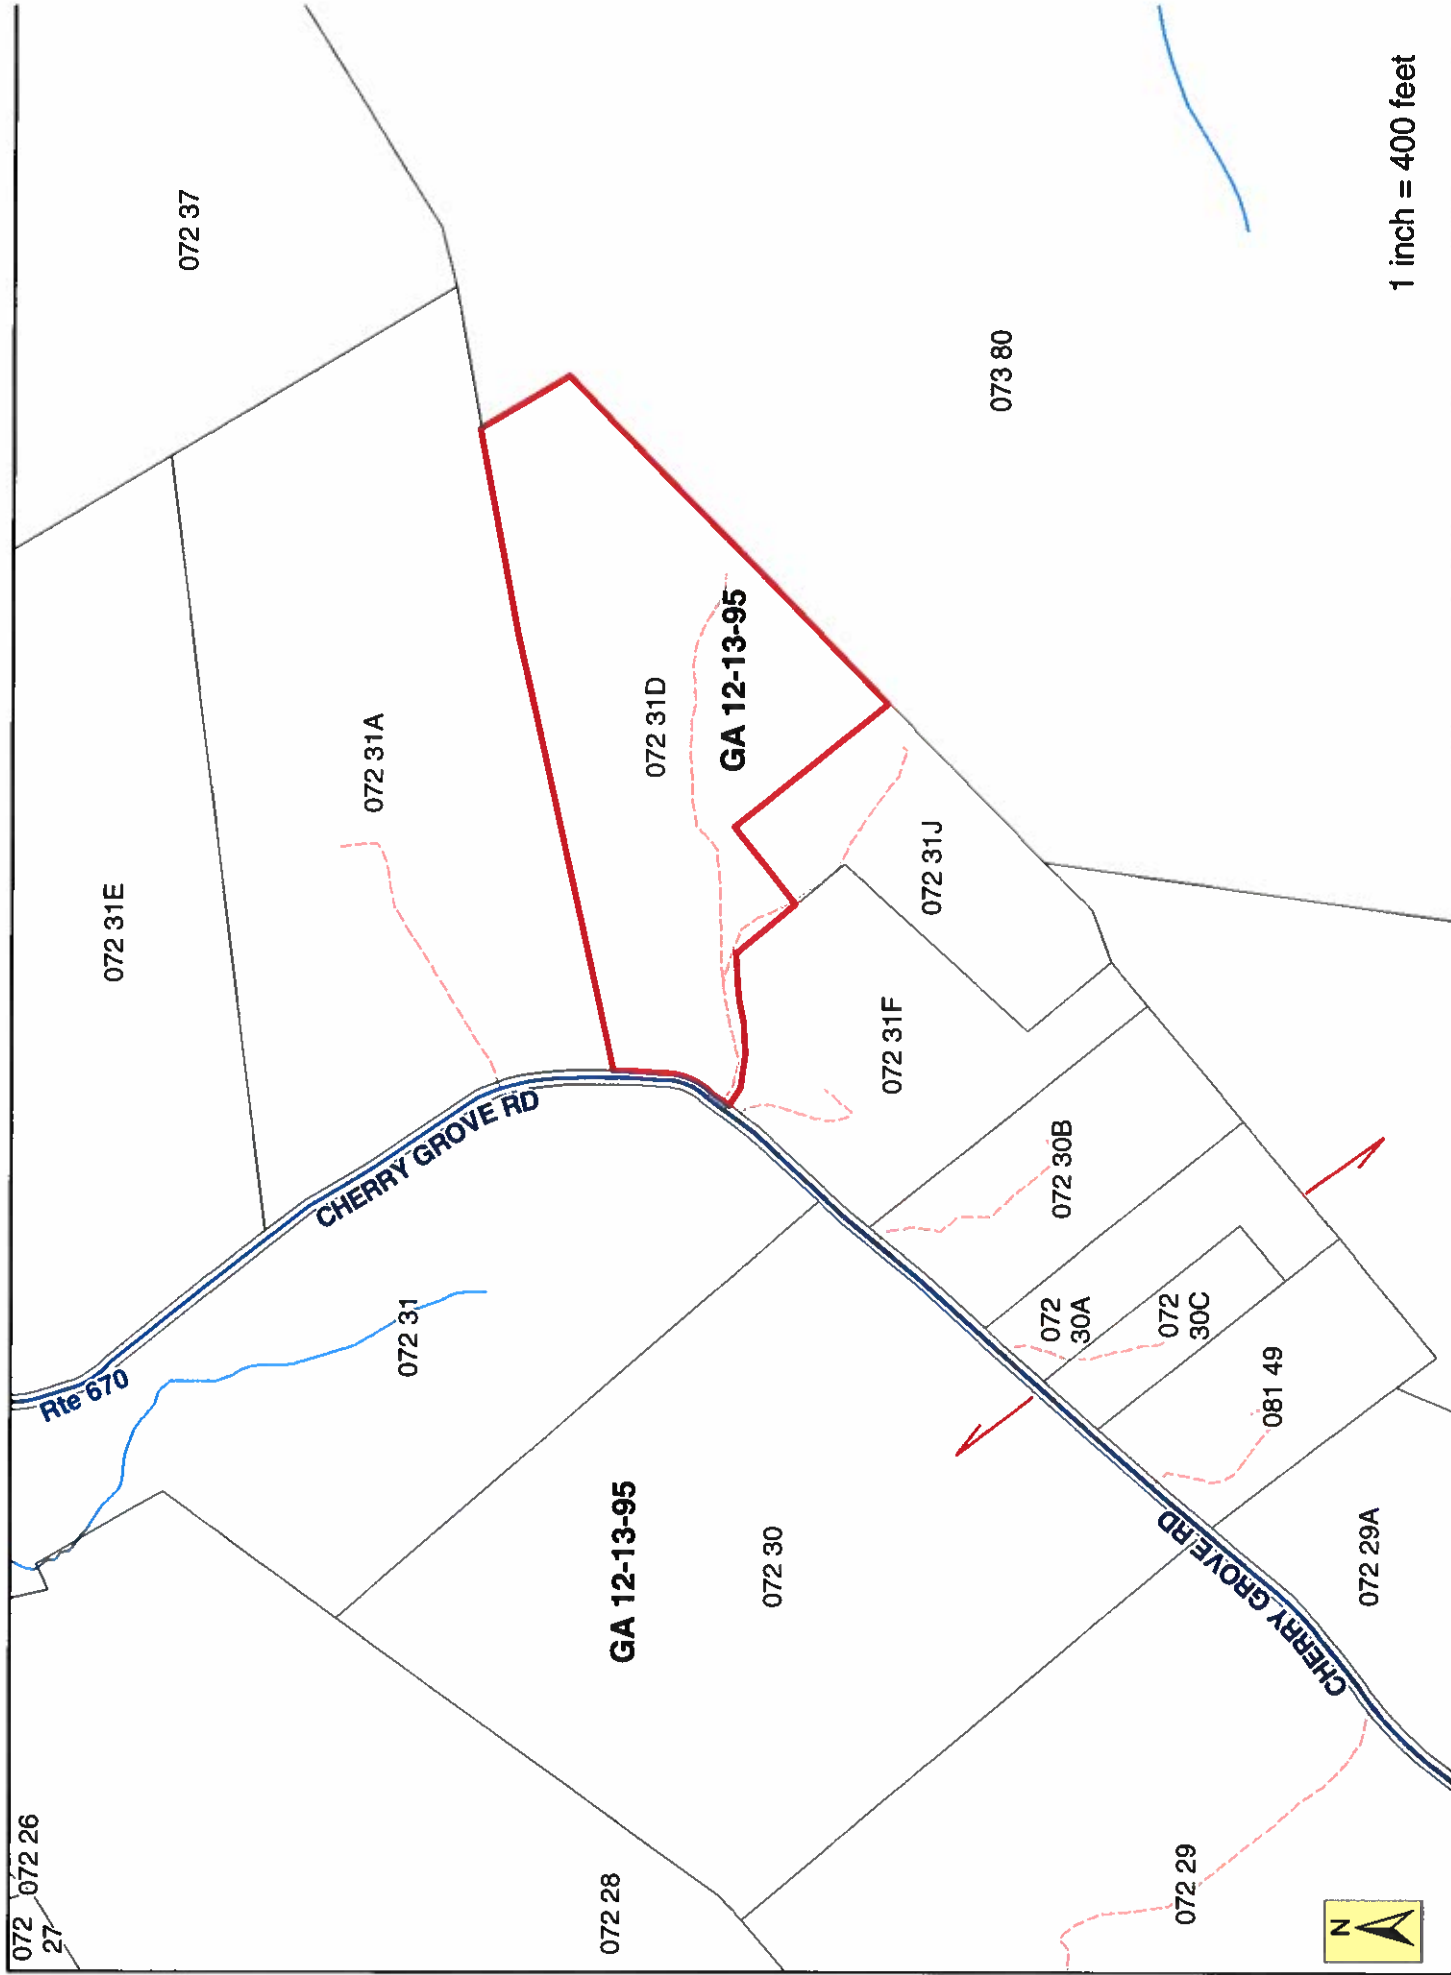 072
27
072 26
Rte 670
072 31E
072 37
072 31A
072 31
CHERRY GROVE RD
072 28
GA 12-13-95
072 31D
GA 12-13-95
072 30
072 31F
072 31J
073 80
072
30A
072 30B
072 29
072
30C
CHERRY GROVE RD
081 49
N
072 29A
1 inch = 400 feet